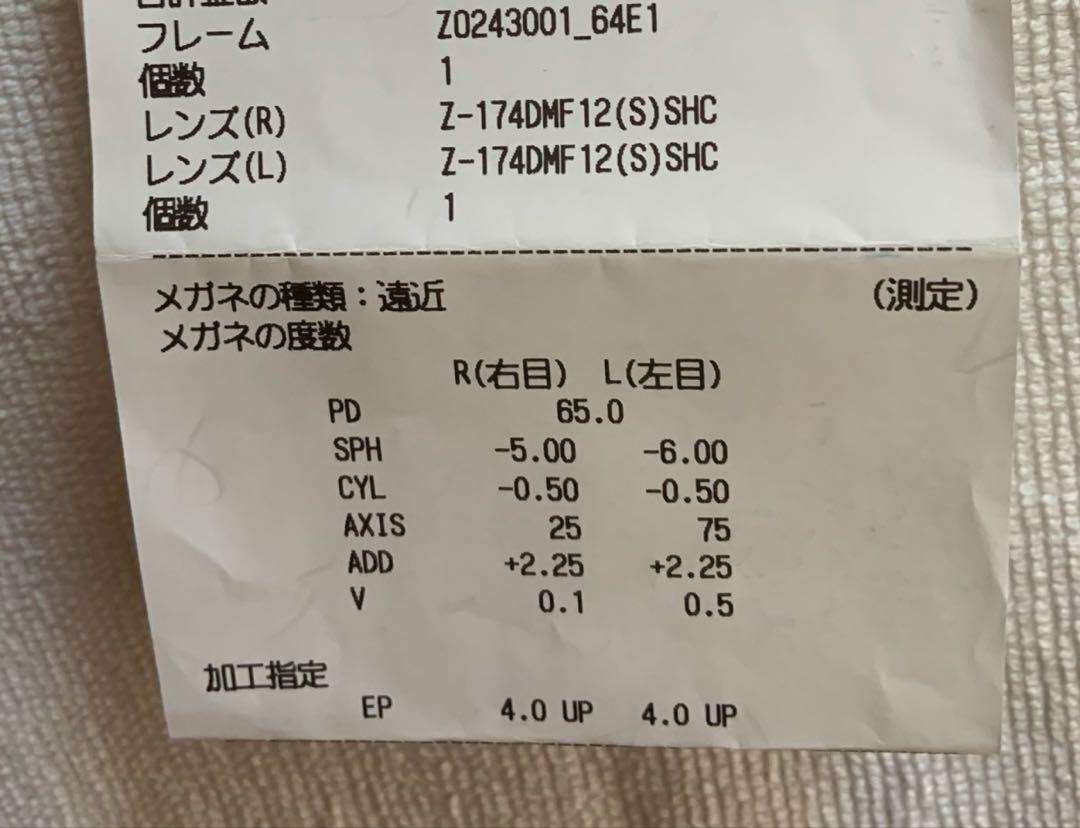 フレーム Z0243001_64E1
個数 1
レンズ(R) Z-174DMF12(S)SHC
レンズ(L) Z-174DMF12(S)SHC
個数 1
メガネの種類:遠近 (測定)
メガネの度数
R(右目) L(左目)
PD 65.0
SPH -5.00 -6.00
CYL -0.50 -0.50
AXIS 25 75
ADD +2.25 +2.25
V 0.1 0.5
加工指定
EP 4.0 UP 4.0 UP